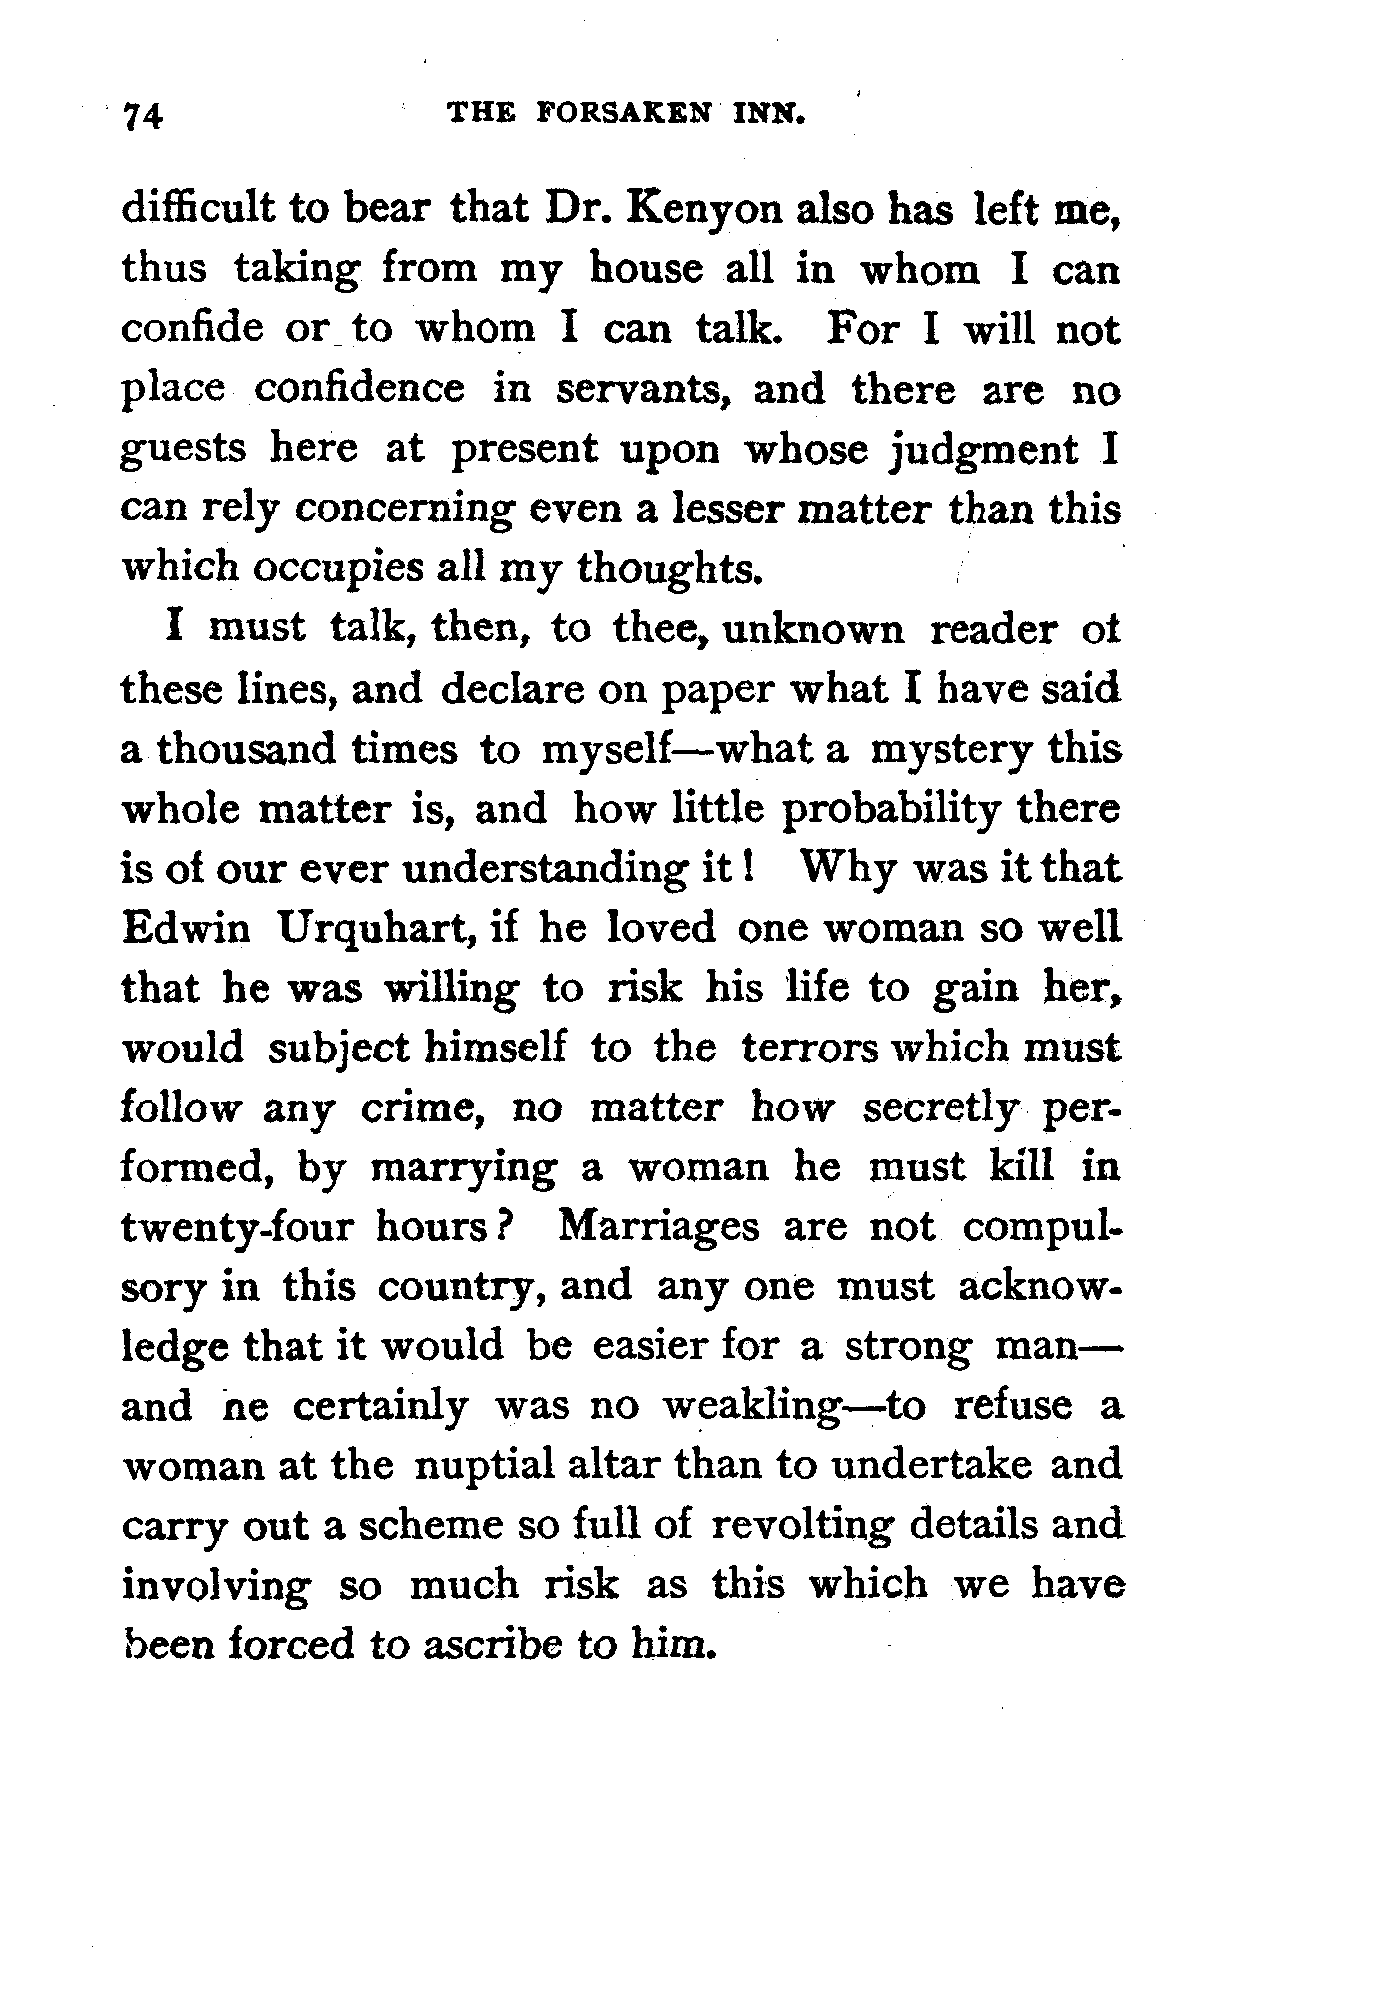 74 THE FORSAKEN INN.
difficult to bear that Dr. Kenyon also has left me,
thus taking from my house all in whom I can
confide or to whom I can talk. For I will not
place confidence in servants, and there are no
guests here at present upon whose judgment I
can rely concerning even a lesser matter than this
which occupies all my thoughts.
I must talk, then, to thee, unknown reader of
these lines, and declare on paper what I have said
a thousand times to myself—what a mystery this
whole matter is, and how little probability there
is of our ever understanding it! Why was it that
Edwin Urquhart, if he loved one woman so well
that he was willing to risk his life to gain her,
would subject himself to the terrors which must
follow any crime, no matter how secretly per-
formed, by marrying a woman he must kill in
twenty-four hours? Marriages are not compul-
sory in this country, and any one must acknow-
ledge that it would be easier for a strong man—
and he certainly was no weakling—to refuse a
woman at the nuptial altar than to undertake and
carry out a scheme so full of revolting details and
involving so much risk as this which we have
been forced to ascribe to him.